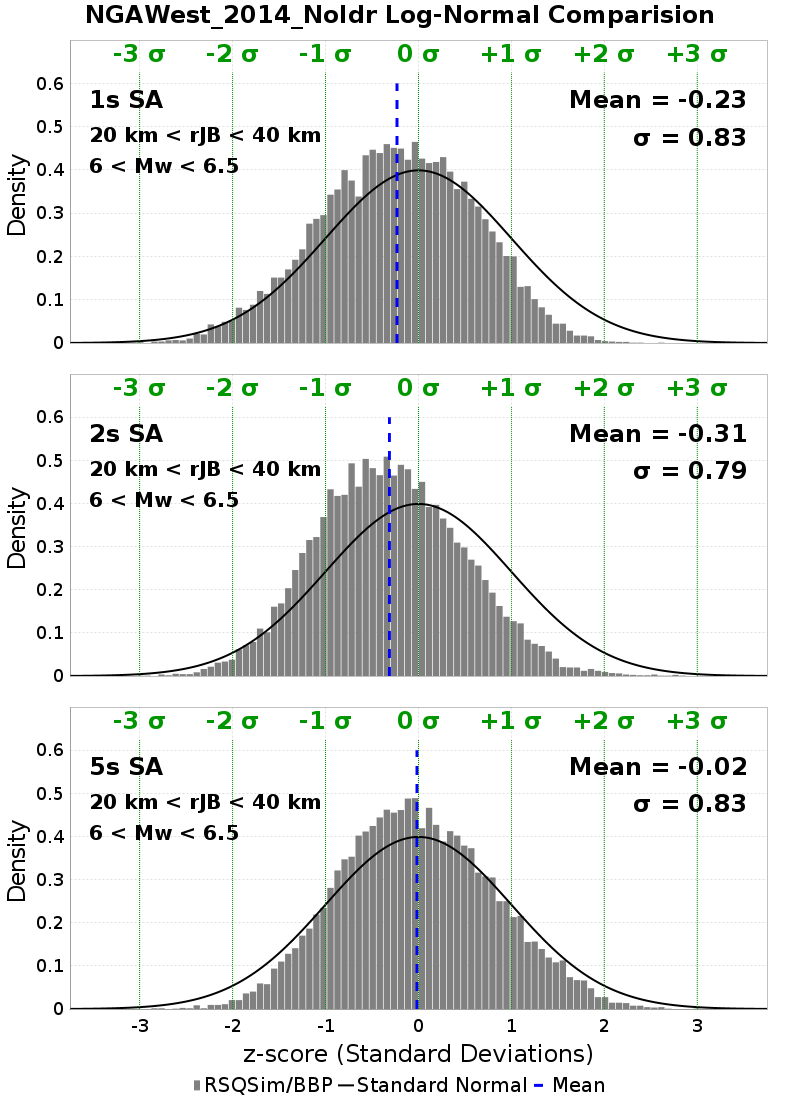 NGAWest_2014_NoIdr Log-Normal Comparision
-3 σ -2 σ -1 σ 0 σ +1 σ +2 σ +3 σ
0.6
1s SA
Mean = -0.23
0.5
20 km < rJB < 40 km
σ = 0.83
6 < Mw < 6.5
0.4
0.3
0.2
0.1
0
Density
-3 σ -2 σ -1 σ 0 σ +1 σ +2 σ +3 σ
0.6
2s SA
Mean = -0.31
0.5
20 km < rJB < 40 km
σ = 0.79
6 < Mw < 6.5
0.4
0.3
0.2
0.1
0
Density
-3 σ -2 σ -1 σ 0 σ +1 σ +2 σ +3 σ
0.6
5s SA
Mean = -0.02
0.5
20 km < rJB < 40 km
σ = 0.83
6 < Mw < 6.5
0.4
0.3
0.2
0.1
0
Density
-3 -2 -1 0 1 2 3
z-score (Standard Deviations)
RSQSim/BBP Standard Normal Mean